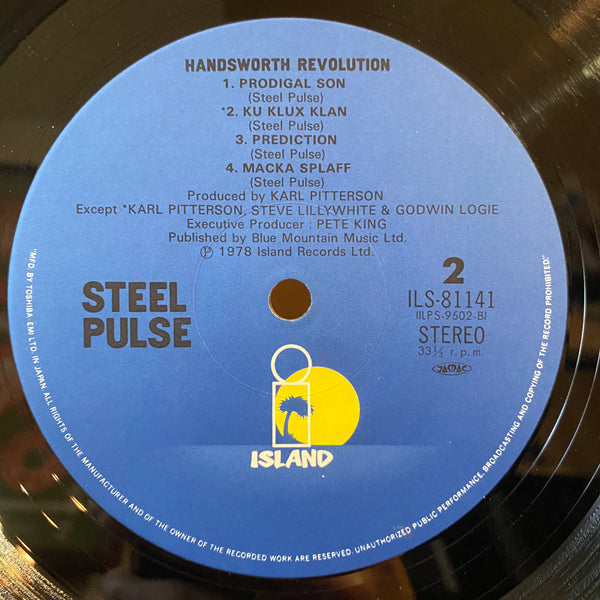 HANDSWORTH REVOLUTION
1. PRODIGAL SON
(Steel Pulse)
*2. KU KLUX KLAN
(Steel Pulse)
3. PREDICTION
(Steel Pulse)
4. MACKA SPLAFF
(Steel Pulse)
Produced by KARL PITTERSON
Except *KARL PITTERSON, STEVE LILLYWHITE & GODWIN LOGIE
Executive Producer : PETE KING
Published by Blue Mountain Music Ltd.
Ⓟ 1978 Island Records Ltd.
STEEL
PULSE
2
ILS-81141
(ILPS-9502-B)
STEREO
33⅓ r.p.m.
JASRAC
i
ISLAND
"MFD. BY TOSHIBA-EMI LTD. IN JAPAN. ALL RIGHTS OF THE MANUFACTURER AND OF THE OWNER OF THE RECORDED WORK ARE RESERVED. UNAUTHORIZED PUBLIC PERFORMANCE, BROADCASTING AND COPYING OF THE RECORD PROHIBITED."